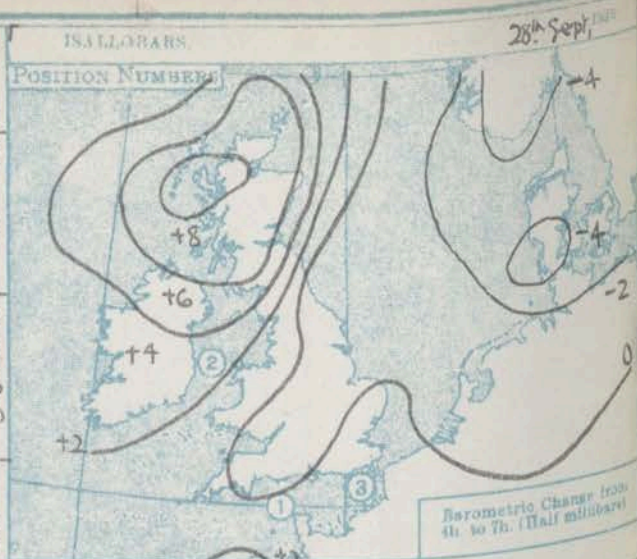 ISALLOBARS.
28th Sept,
POSITION NUMBERS
-4
+8
-4
+6
-2
+4
2
0
+2
3
1
Barometric Change from
4h. to 7h. (Half millibars)